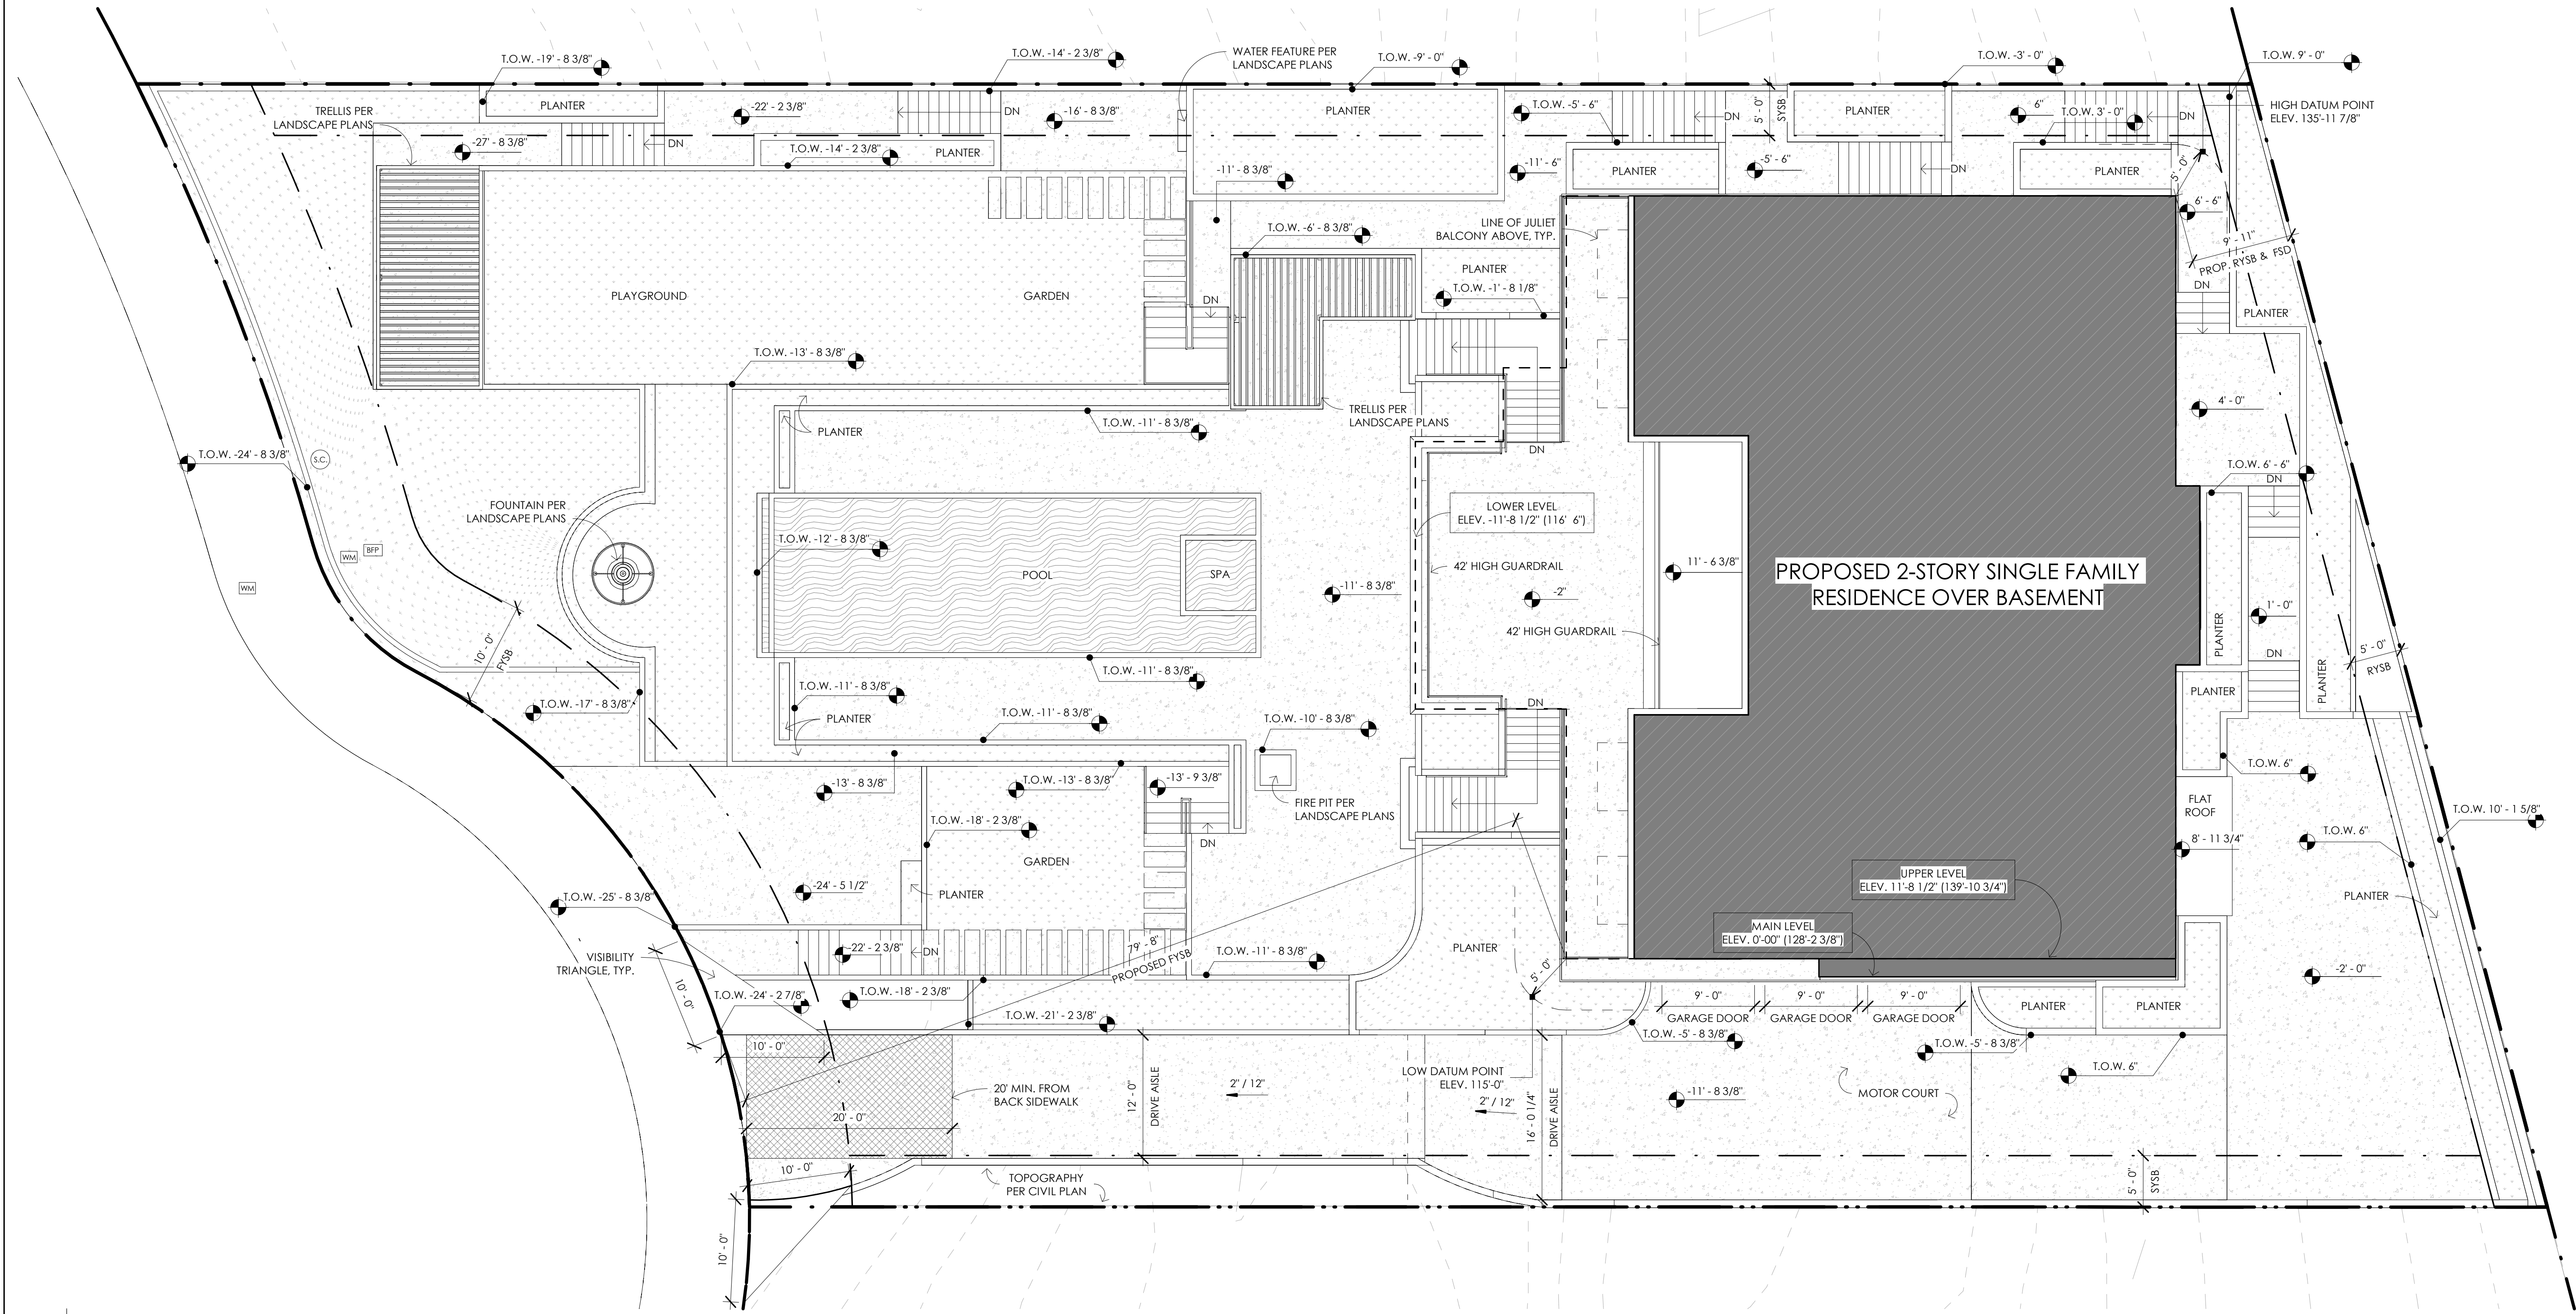 T.O.W. -19' - 8 3/8"
T.O.W. -14' - 2 3/8"
WATER FEATURE PER
LANDSCAPE PLANS
T.O.W. -9' - 0"
T.O.W. -3' - 0"
T.O.W. 9' - 0"
TRELLIS PER
LANDSCAPE PLANS
PLANTER
-22' - 2 3/8"
DN
-16' - 8 3/8"
PLANTER
T.O.W. -5' - 6"
DN
5' - 0"
SYSB
PLANTER
6"
T.O.W. 3' - 0"
DN
HIGH DATUM POINT
ELEV. 135'-11 7/8"
-27' - 8 3/8"
DN
T.O.W. -14' - 2 3/8"
PLANTER
-11' - 8 3/8"
-11' - 6"
PLANTER
-5' - 6"
DN
PLANTER
5' - 0"
6' - 6"
9' - 11"
PROP. RYSB & FSD
LINE OF JULIET
BALCONY ABOVE, TYP.
T.O.W. -6' - 8 3/8"
PLANTER
T.O.W. -1' - 8 1/8"
DN
PLANTER
PLAYGROUND
GARDEN
DN
T.O.W. -13' - 8 3/8"
TRELLIS PER
LANDSCAPE PLANS
4' - 0"
PLANTER
T.O.W. -11' - 8 3/8"
DN
T.O.W. -24' - 8 3/8"
S.C.
T.O.W. 6' - 6"
DN
FOUNTAIN PER
LANDSCAPE PLANS
LOWER LEVEL
ELEV. -11'-8 1/2" (116' 6")
WM
BFP
WM
T.O.W. -12' - 8 3/8"
POOL
SPA
42' HIGH GUARDRAIL
11' - 6 3/8"
PROPOSED 2-STORY SINGLE FAMILY
RESIDENCE OVER BASEMENT
-11' - 8 3/8"
-2"
1' - 0"
42' HIGH GUARDRAIL
PLANTER
DN
5' - 0"
RYSB
10' - 0"
FYSB
T.O.W. -11' - 8 3/8"
PLANTER
PLANTER
T.O.W. -17' - 8 3/8"
T.O.W. -11' - 8 3/8"
PLANTER
T.O.W. -11' - 8 3/8"
T.O.W. -10' - 8 3/8"
DN
T.O.W. 6"
-13' - 8 3/8"
T.O.W. -13' - 8 3/8"
-13' - 9 3/8"
FIRE PIT PER
LANDSCAPE PLANS
FLAT
ROOF
T.O.W. 10' - 1 5/8"
T.O.W. -18' - 2 3/8"
DN
8' - 11 3/4"
T.O.W. 6"
GARDEN
-24' - 5 1/2"
PLANTER
UPPER LEVEL
ELEV. 11'-8 1/2" (139'-10 3/4")
PLANTER
T.O.W. -25' - 8 3/8"
MAIN LEVEL
ELEV. 0'-00" (128'-2 3/8")
VISIBILITY
TRIANGLE, TYP.
-22' - 2 3/8"
DN
79' - 8"
PROPOSED FYSB
T.O.W. -11' - 8 3/8"
PLANTER
5' - 0"
-2' - 0"
10' - 0"
T.O.W. -24' - 2 7/8"
T.O.W. -18' - 2 3/8"
T.O.W. -21' - 2 3/8"
9' - 0"
GARAGE DOOR
9' - 0"
GARAGE DOOR
9' - 0"
GARAGE DOOR
PLANTER
PLANTER
T.O.W. -5' - 8 3/8"
T.O.W. -5' - 8 3/8"
T.O.W. 6"
10' - 0"
20' MIN. FROM
BACK SIDEWALK
12' - 0"
DRIVE AISLE
2" / 12"
LOW DATUM POINT
ELEV. 115'-0"
2" / 12"
16' - 0 1/4"
DRIVE AISLE
-11' - 8 3/8"
MOTOR COURT
20' - 0"
10' - 0"
TOPOGRAPHY
PER CIVIL PLAN
5' - 0"
SYSB
10' - 0"